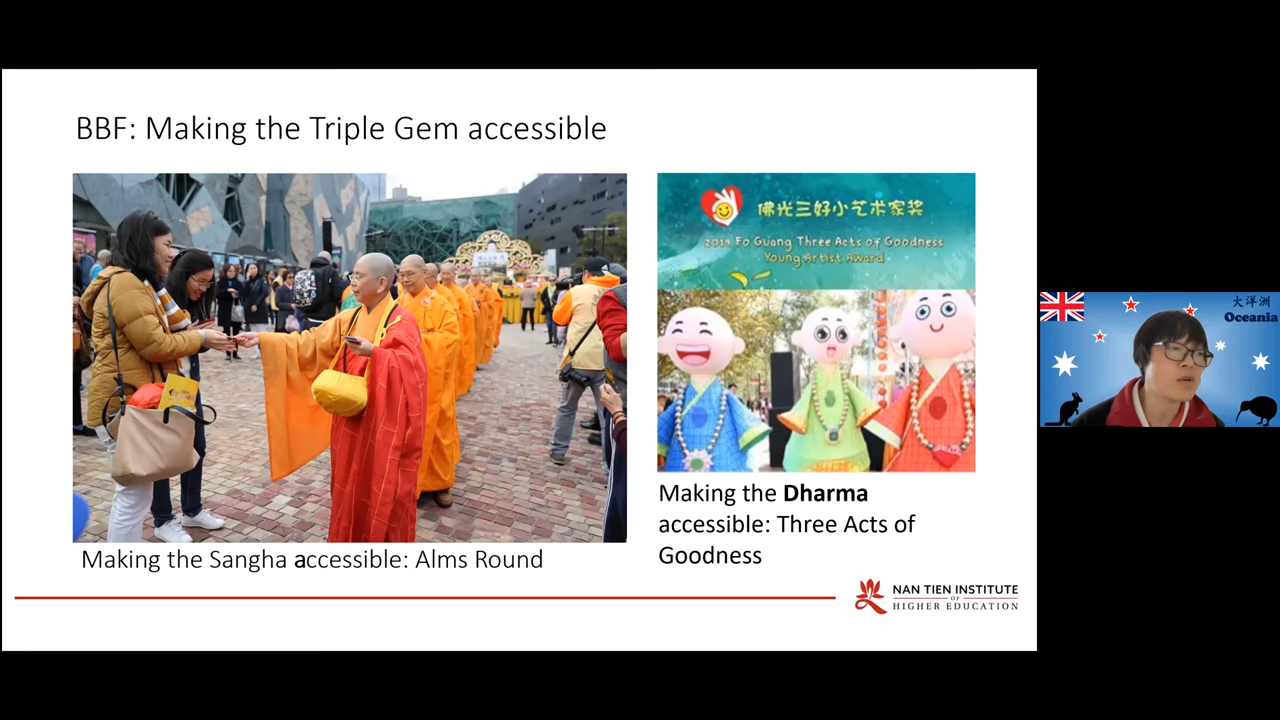 BBF: Making the Triple Gem accessible
佛光三好小艺术家奖
2019 Fo Guang Three Acts of Goodness
Young Artist Award
Making the Sangha accessible: Alms Round
Making the Dharma
accessible: Three Acts of
Goodness
NAN TIEN INSTITUTE
OF
HIGHER EDUCATION
大洋洲
Oceania